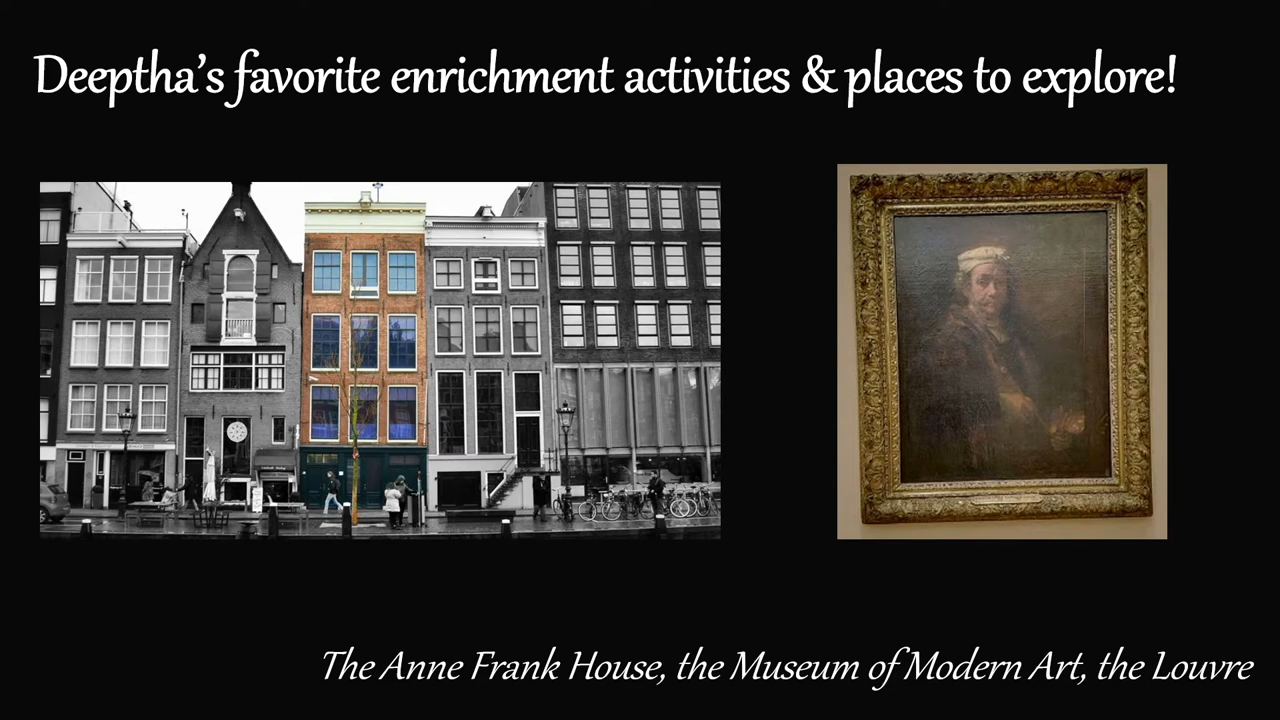 Deeptha’s favorite enrichment activities & places to explore!
The Anne Frank House, the Museum of Modern Art, the Louvre